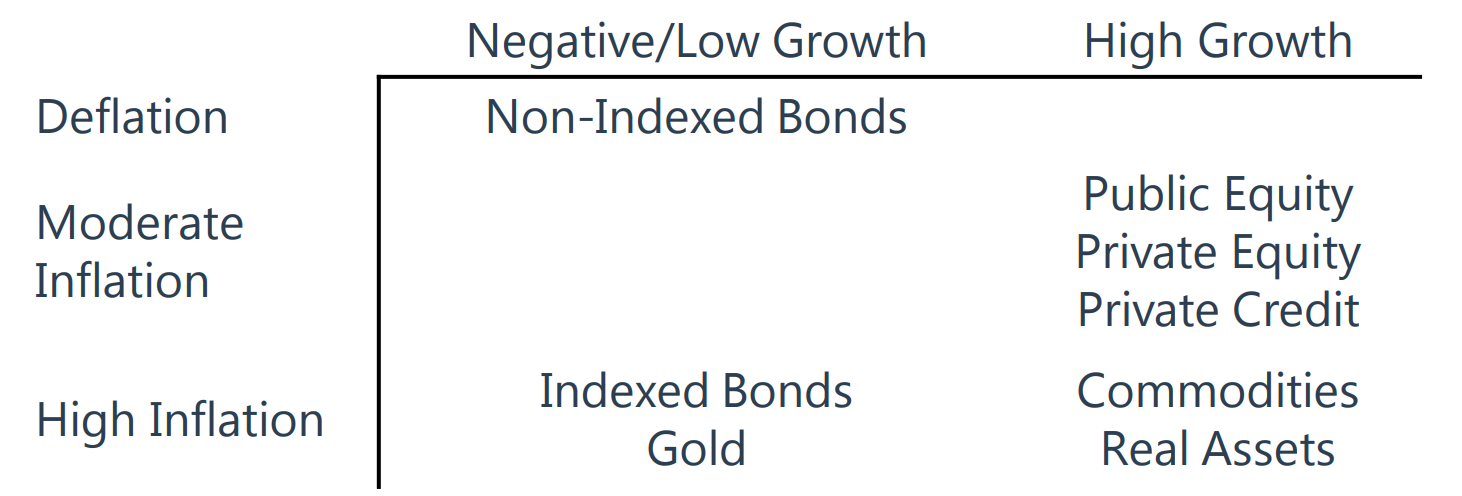 Negative/Low Growth High Growth
Deflation Non-Indexed Bonds
Public Equity
Moderate
Private Equity
Inflation
Private Credit
Indexed Bonds Commodities
High Inflation
Gold Real Assets